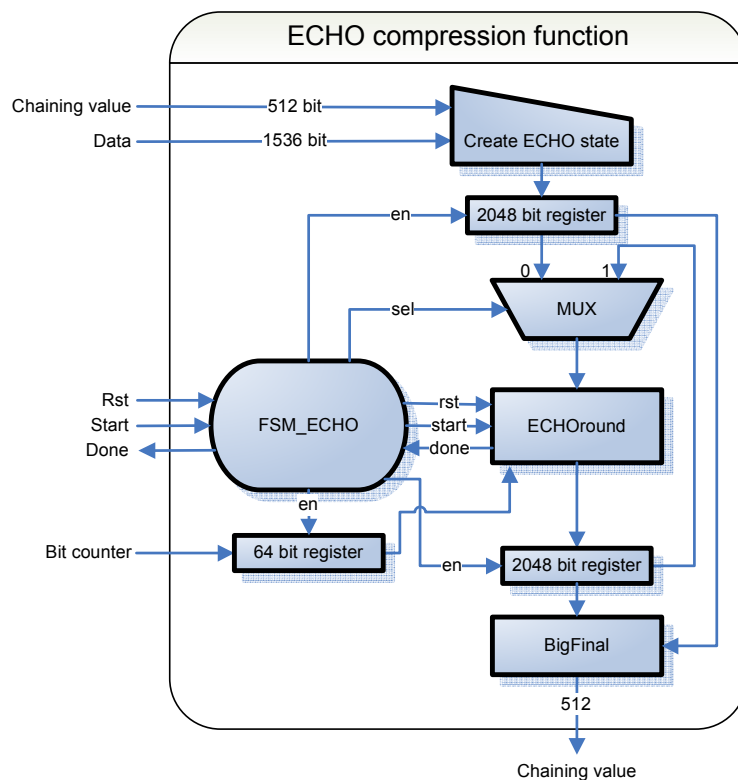 ECHO compression function
Chaining value
512 bit
Data
1536 bit
Create ECHO state
en
2048 bit register
0
1
sel
MUX
Rst
Start
Done
FSM_ECHO
rst
start
done
ECHOround
en
Bit counter
64 bit register
en
2048 bit register
BigFinal
512
Chaining value